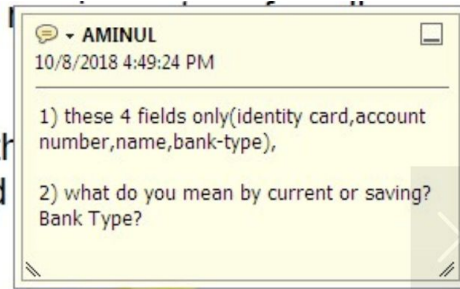 AMINUL
10/8/2018 4:49:24 PM
1) these 4 fields only(identity card,account
number,name,bank-type),
2) what do you mean by current or saving?
Bank Type?